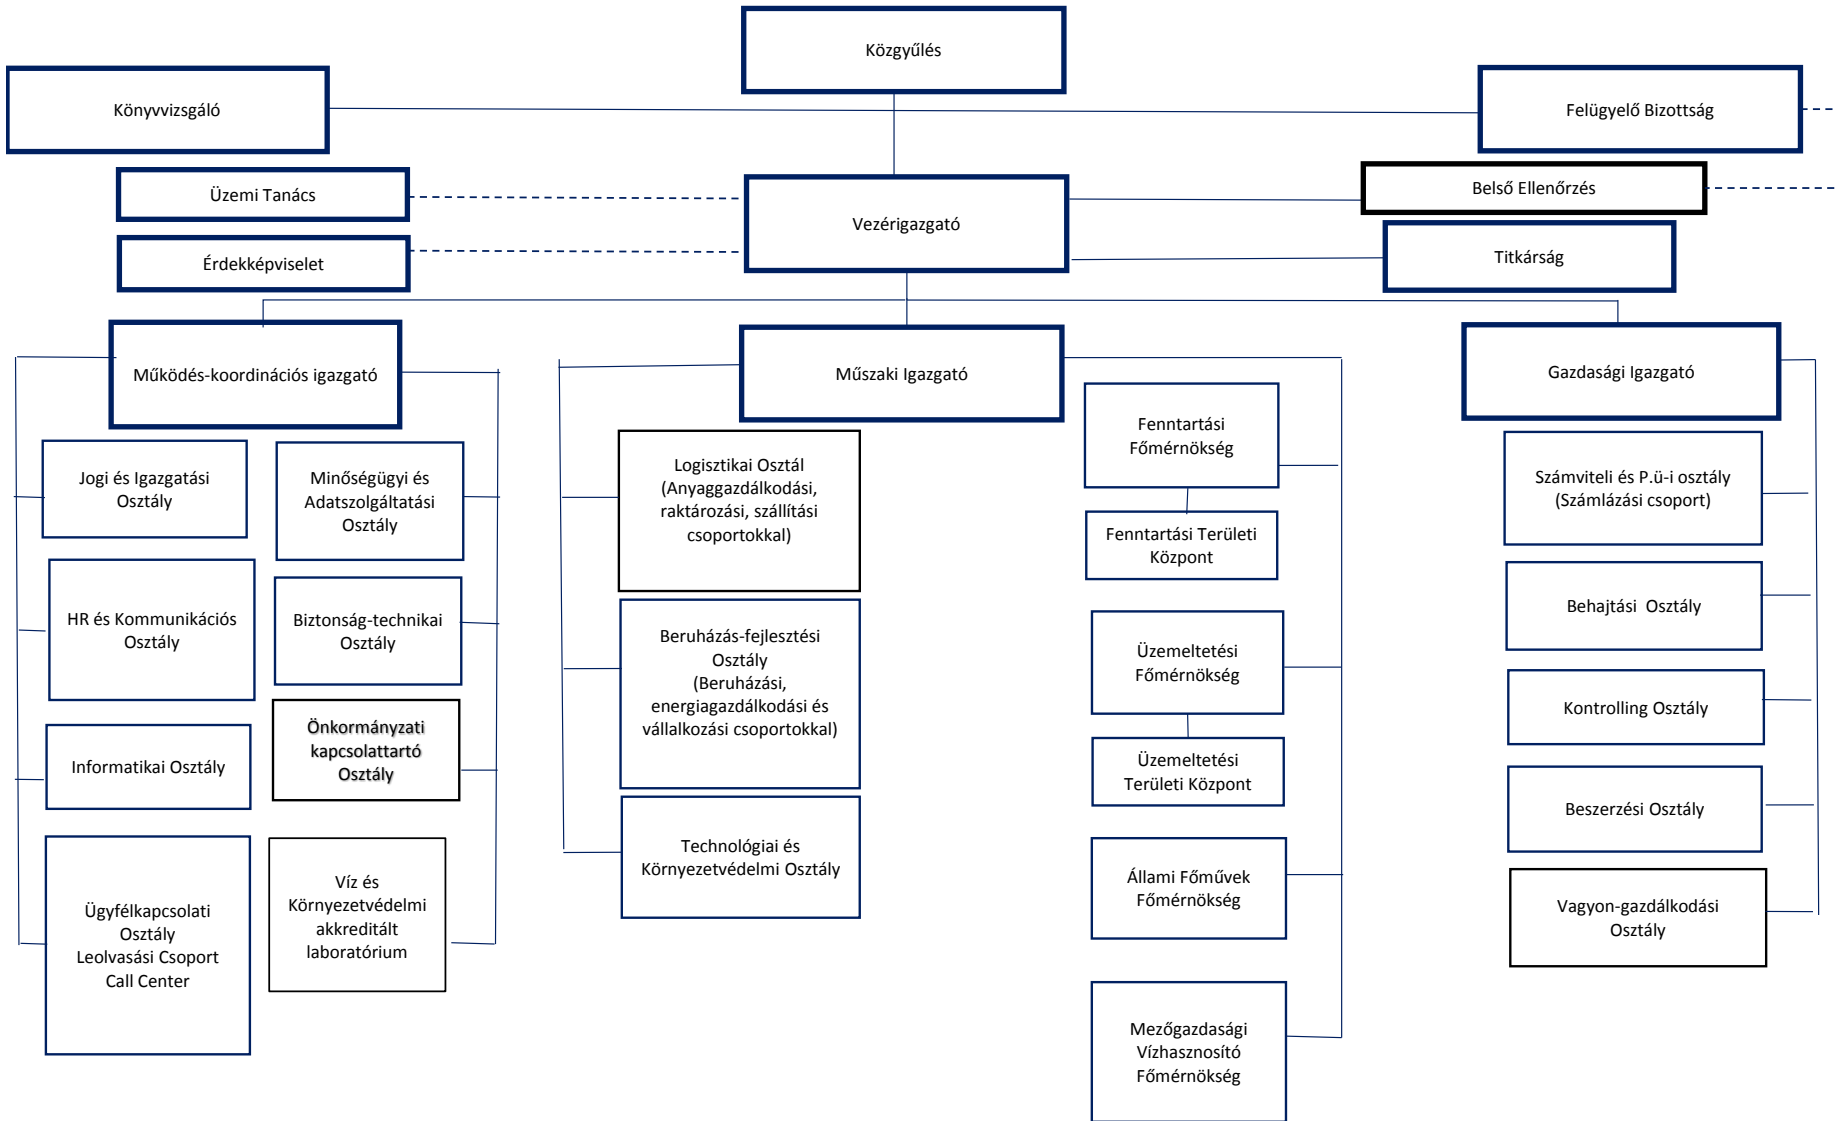 Közgyűlés
Könyvvizsgáló
Felügyelő Bizottság
Üzemi Tanács
Belső Ellenőrzés
Vezérigazgató
Érdekképviselet
Titkárság
Működés-koordinációs igazgató
Műszaki Igazgató
Gazdasági Igazgató
Jogi és Igazgatási
Osztály
Minőségügyi és
Adatszolgáltatási
Osztály
HR és Kommunikációs
Osztály
Biztonság-technikai
Osztály
Informatikai Osztály
Önkormányzati
kapcsolattartó
Osztály
Ügyfélkapcsolati
Osztály
Leolvasási Csoport
Call Center
Víz és
Környezetvédelmi
akkreditált
laboratórium
Logisztikai Osztál
(Anyaggazdálkodási,
raktározási, szállítási
csoportokkal)
Beruházás-fejlesztési
Osztály
(Beruházási,
energiagazdálkodási és
vállalkozási csoportokkal)
Technológiai és
Környezetvédelmi Osztály
Fenntartási
Főmérnökség
Fenntartási Területi
Központ
Üzemeltetési
Főmérnökség
Üzemeltetési
Területi Központ
Állami Főművek
Főmérnökség
Mezőgazdasági
Vízhasznosító
Főmérnökség
Számviteli és P.ü-i osztály
(Számlázási csoport)
Behajtási  Osztály
Kontrolling Osztály
Beszerzési Osztály
Vagyon-gazdálkodási
Osztály